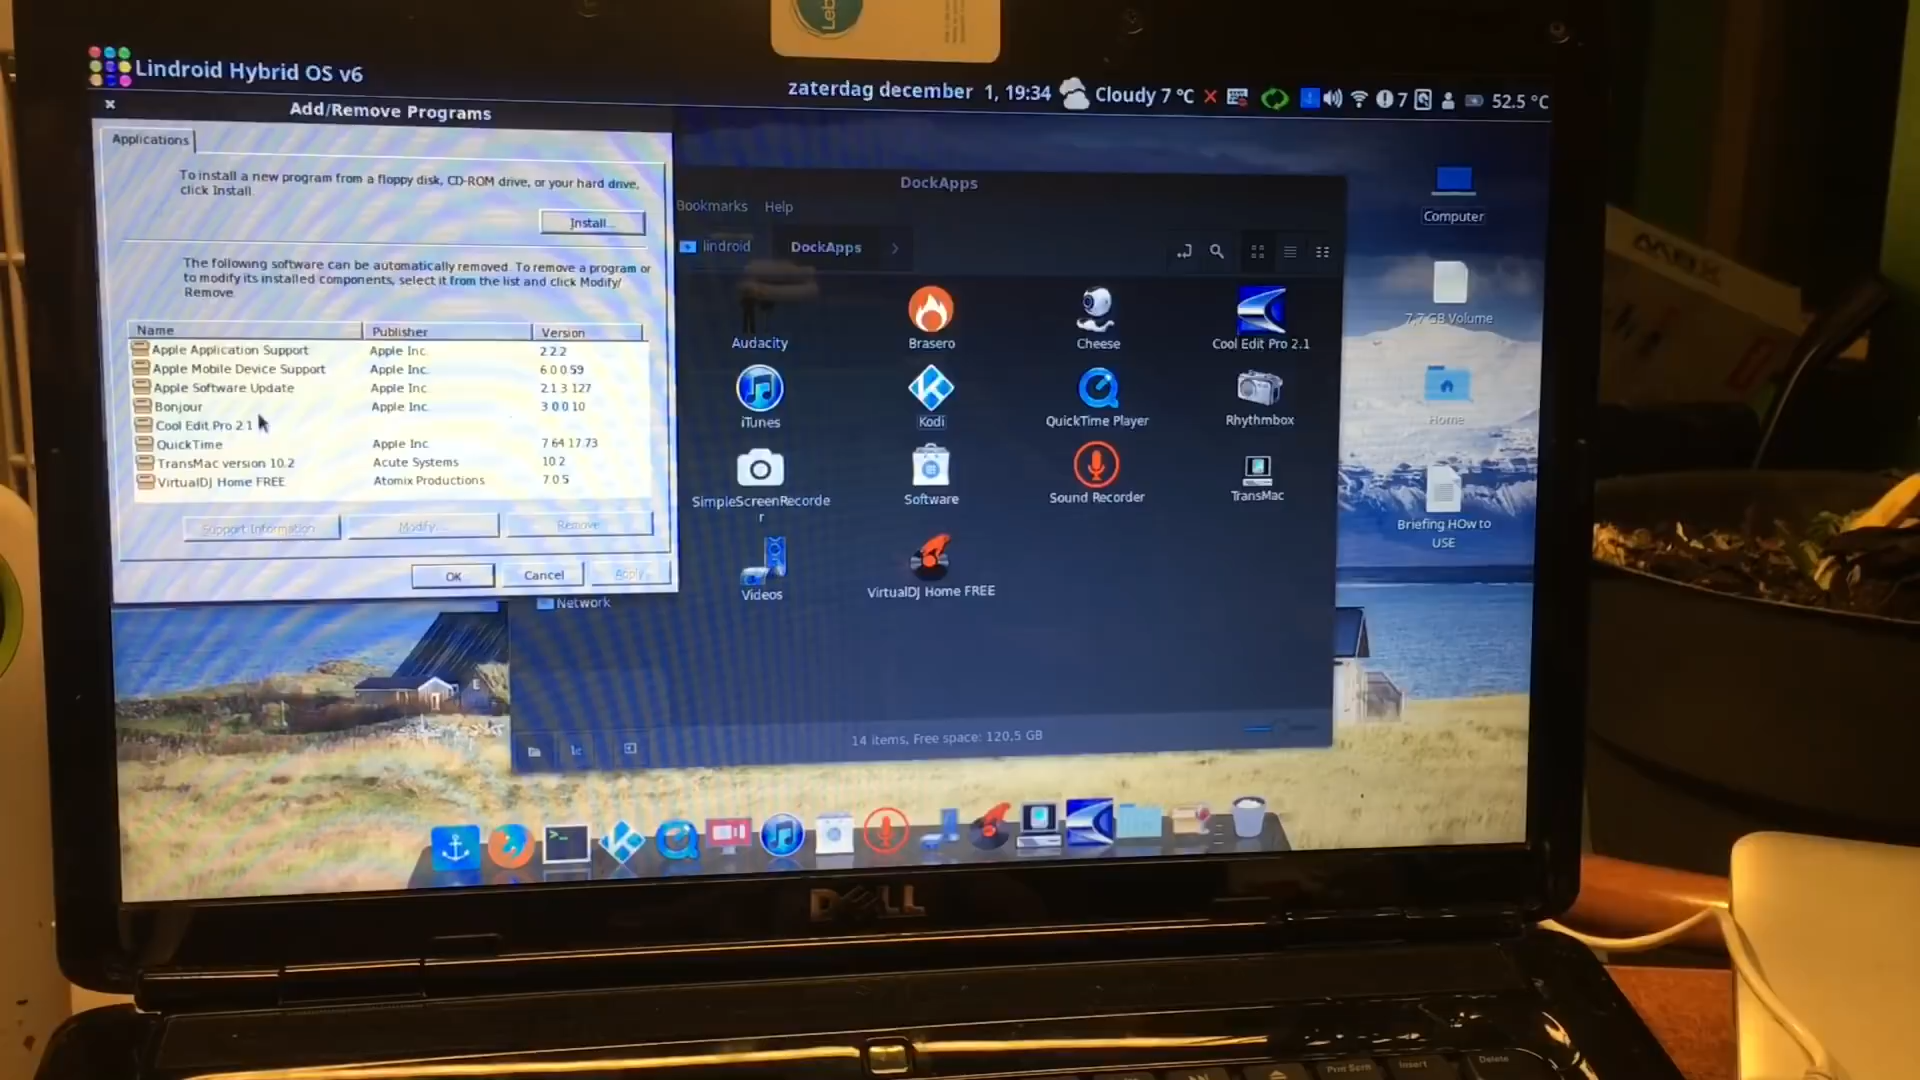 Leb
Lindroid Hybrid OS v6
zaterdag december 1, 19:34 Cloudy 7 °C 7 52.5 °C
Add/Remove Programs
Applications
To install a new program from a floppy disk, CD-ROM drive, or your hard drive,
click Install.
Install...
The following software can be automatically removed. To remove a program or
to modify its installed components, select it from the list and click Modify/
Remove.
Name Publisher Version
Apple Application Support Apple Inc. 2.2.2
Apple Mobile Device Support Apple Inc. 6.0.0.59
Apple Software Update Apple Inc. 2.1.3.127
Bonjour Apple Inc. 3.0.0.10
Cool Edit Pro 2.1
QuickTime Apple Inc. 7.64.17.73
TransMac version 10.2 Acute Systems 10.2
VirtualDJ Home FREE Atomix Productions 7.0.5
Support Information Modify... Remove
OK Cancel Apply
DockApps
Bookmarks Help
lindroid DockApps
Audacity Brasero Cheese Cool Edit Pro 2.1
iTunes Kodi QuickTime Player Rhythmbox
SimpleScreenRecorde
r
Software Sound Recorder TransMac
Videos VirtualDJ Home FREE
Network
14 items, Free space: 120,5 GB
Computer
7,7 GB Volume
Home
Briefing HOw to
USE
DELL
Prnt Scrn Insert Delete